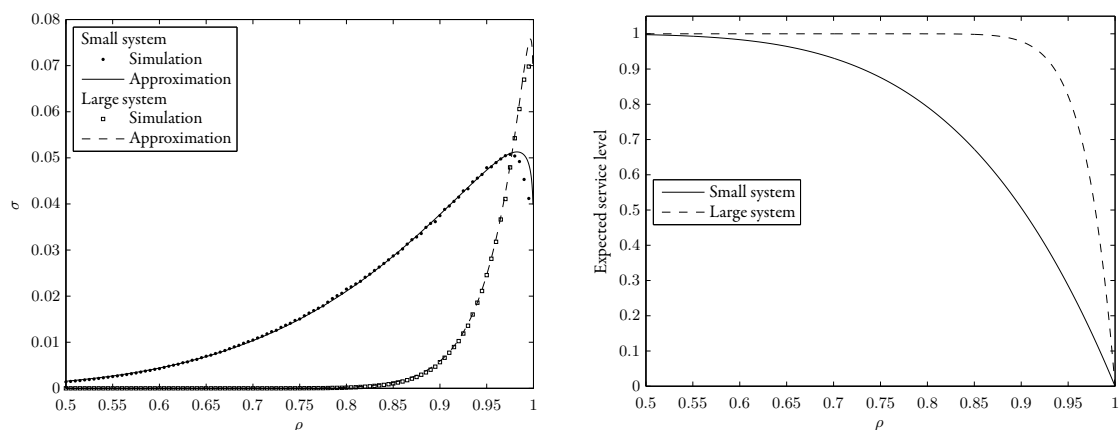 0.08
0.07
0.06
0.05
0.04
0.03
0.02
0.01
0
σ
Small system
Simulation
Approximation
Large system
Simulation
Approximation
0.5 0.55 0.6 0.65 0.7 0.75 0.8 0.85 0.9 0.95 1
ρ
1
0.9
0.8
0.7
0.6
0.5
0.4
0.3
0.2
0.1
0
Expected service level
Small system
Large system
0.5 0.55 0.6 0.65 0.7 0.75 0.8 0.85 0.9 0.95 1
ρ